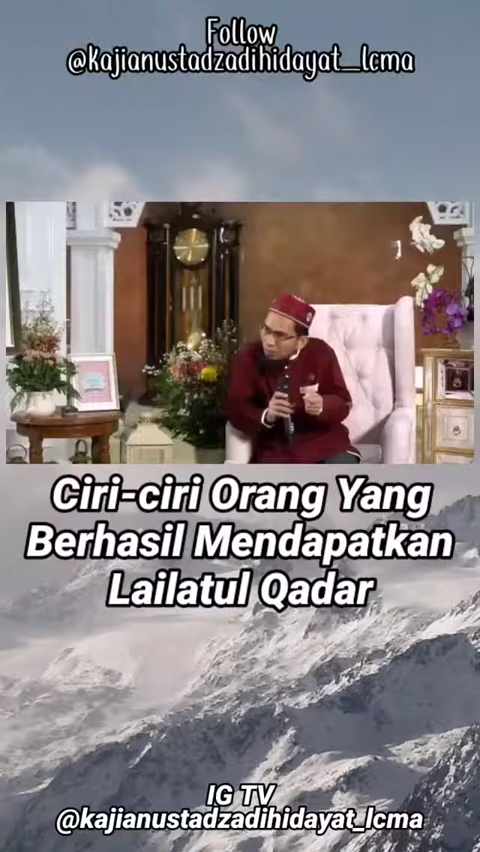 Follow
@kajianustadzadihidayat_lcma
Ciri-ciri Orang Yang
Berhasil Mendapatkan
Lailatul Qadar
IG TV
@kajianustadzadihidayat_lcma